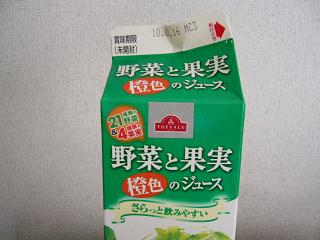 賞味期限
(未開封)
10.0.16 MC3
野菜と果実
橙色のジュース
21種類の野菜
&4種類の果実
TOPVALU
野菜と果実
橙色のジュース
さらっと飲みやすい